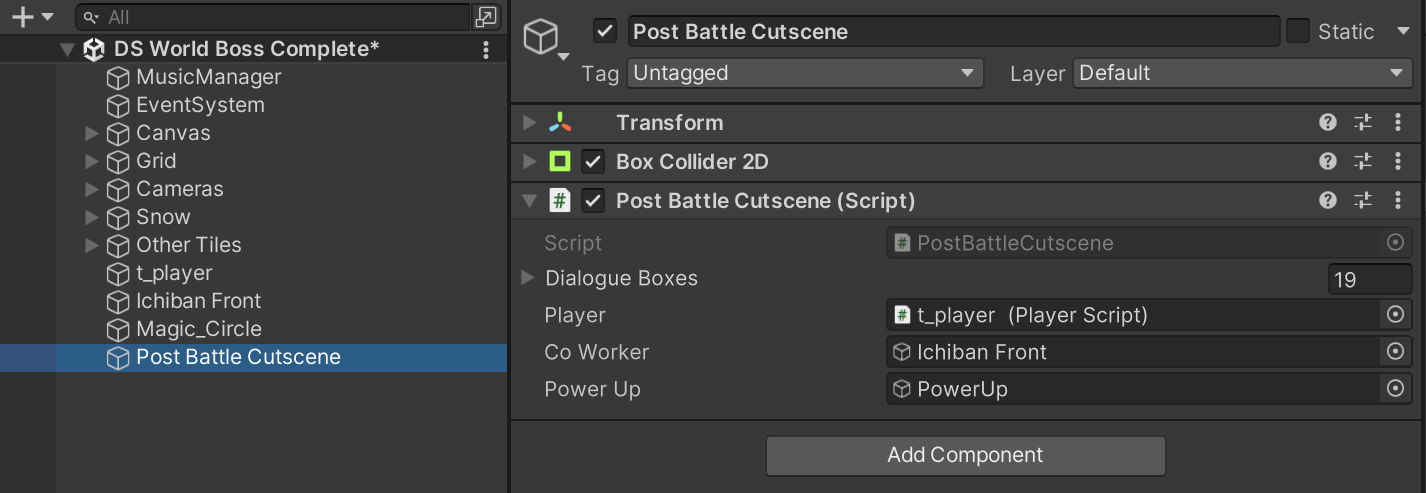 All
DS World Boss Complete*
MusicManager
EventSystem
Canvas
Grid
Cameras
Snow
Other Tiles
t_player
Ichiban Front
Magic_Circle
Post Battle Cutscene
Post Battle Cutscene
Static
Tag Untagged Layer Default
Transform
Box Collider 2D
# Post Battle Cutscene (Script)
Script # PostBattleCutscene
Dialogue Boxes 19
Player # t_player (Player Script)
Co Worker Ichiban Front
Power Up PowerUp
Add Component